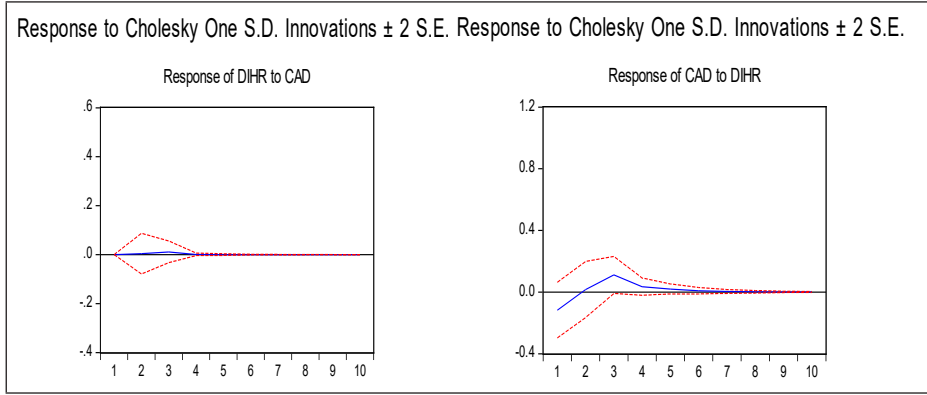 Response to Cholesky One S.D. Innovations ± 2 S.E.
Response of DIHR to CAD
.6
.4
.2
.0
-.2
-.4
1 2 3 4 5 6 7 8 9 10
Response to Cholesky One S.D. Innovations ± 2 S.E.
Response of CAD to DIHR
1.2
0.8
0.4
0.0
-0.4
1 2 3 4 5 6 7 8 9 10